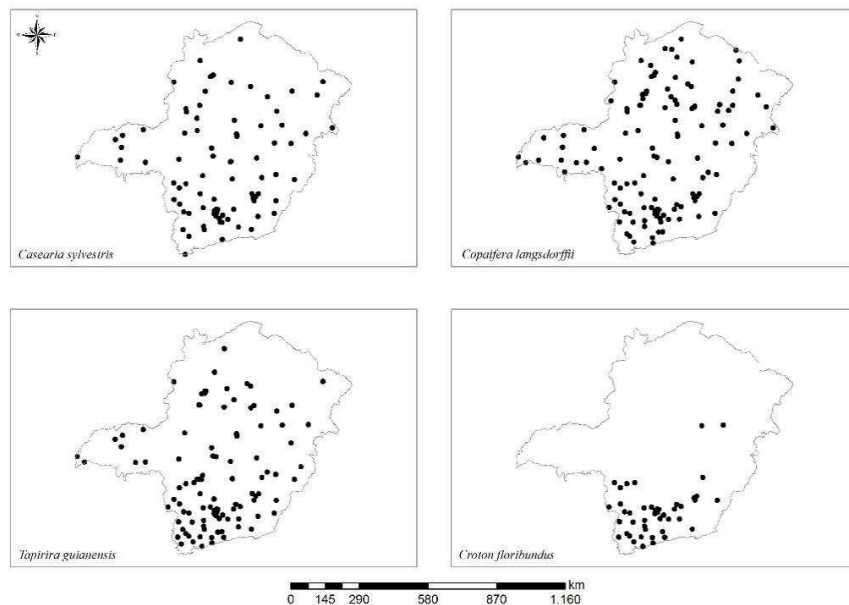 Casearia sylvestris
Copaifera langsdorffii
Tapirira guianensis
Croton floribundus
km
0 145 290 580 870 1.160